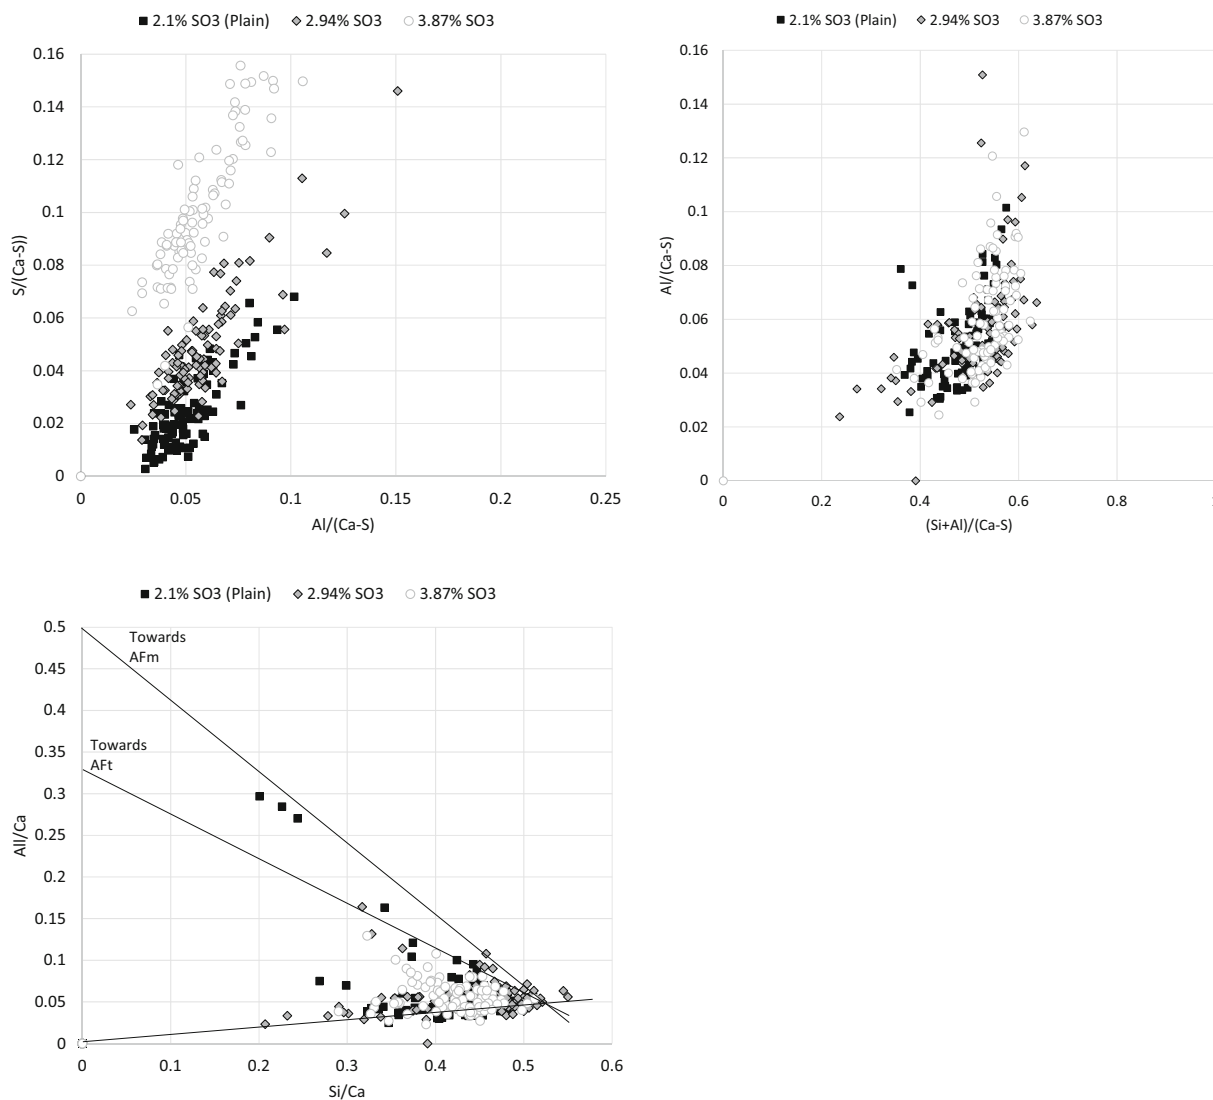 2.1% SO3 (Plain) 2.94% SO3 3.87% SO3
0.16
0.14
0.12
0.1
0.08
0.06
0.04
0.02
0
S/(Ca-S))
0 0.05 0.1 0.15 0.2 0.25
Al/(Ca-S)
2.1% SO3 (Plain) 2.94% SO3 3.87% SO3
0.16
0.14
0.12
0.1
0.08
0.06
0.04
0.02
0
Al/(Ca-S)
0 0.2 0.4 0.6 0.8
(Si+Al)/(Ca-S)
2.1% SO3 (Plain) 2.94% SO3 3.87% SO3
0.5
0.45
0.4
0.35
0.3
0.25
0.2
0.15
0.1
0.05
0
All/Ca
Towards
AFm
Towards
AFt
0 0.1 0.2 0.3 0.4 0.5 0.6
Si/Ca